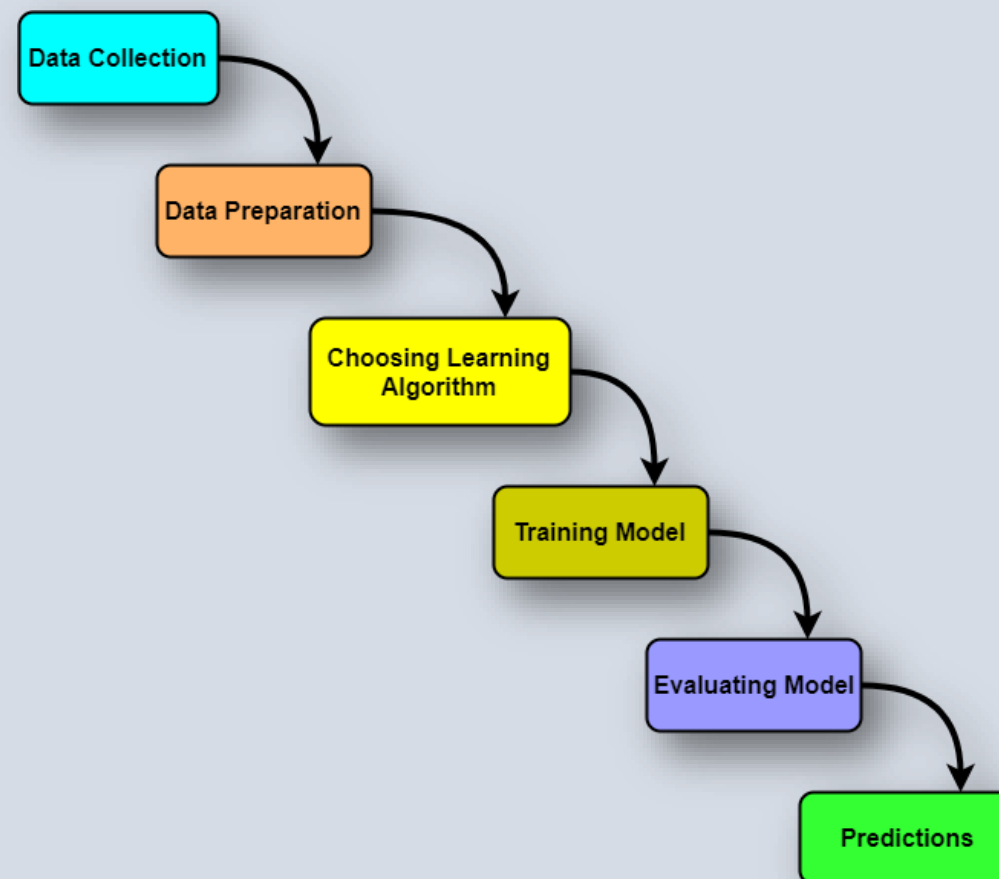 Data Collection
Data Preparation
Choosing Learning
Algorithm
Training Model
Evaluating Model
Predictions